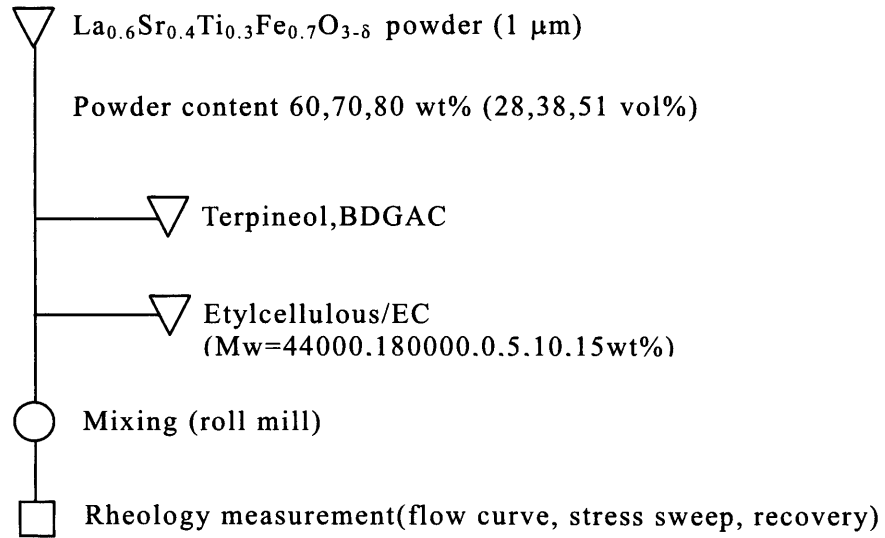 La₀.₆Sr₀.₄Ti₀.₃Fe₀.₇O₃₋δ powder (1 μm)
Powder content 60,70,80 wt% (28,38,51 vol%)
Terpineol,BDGAC
Etylcellulous/EC
(Mw=44000.180000.0.5.10.15wt%)
Mixing (roll mill)
Rheology measurement(flow curve, stress sweep, recovery)